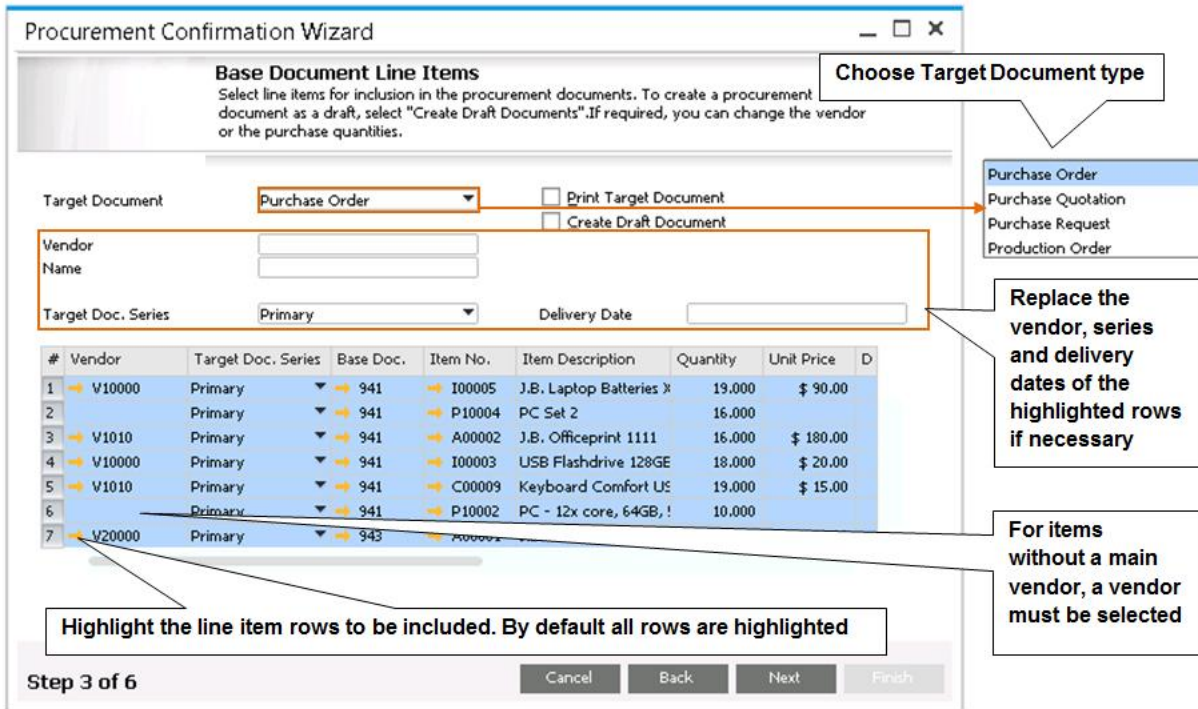 Procurement Confirmation Wizard
Base Document Line Items
Select line items for inclusion in the procurement documents. To create a procurement
document as a draft, select "Create Draft Documents".If required, you can change the vendor
or the purchase quantities.
Choose Target Document type
Target Document
Purchase Order
Print Target Document
Create Draft Document
Purchase Order
Purchase Quotation
Purchase Request
Production Order
Vendor
Name
Target Doc. Series
Primary
Delivery Date
Replace the
vendor, series
and delivery
dates of the
highlighted rows
if necessary
# Vendor Target Doc. Series Base Doc. Item No. Item Description Quantity Unit Price D
1 V10000 Primary 941 I00005 J.B. Laptop Batteries X 19.000 $ 90.00
2 Primary 941 P10004 PC Set 2 16.000
3 V1010 Primary 941 A00002 J.B. Officeprint 1111 16.000 $ 180.00
4 V10000 Primary 941 I00003 USB Flashdrive 128GB 18.000 $ 20.00
5 V1010 Primary 941 C00009 Keyboard Comfort US 19.000 $ 15.00
6 Primary 941 P10002 PC - 12x core, 64GB, 10.000
7 V20000 Primary 943 A00001
For items
without a main
vendor, a vendor
must be selected
Highlight the line item rows to be included. By default all rows are highlighted
Step 3 of 6
Cancel
Back
Next
Finish